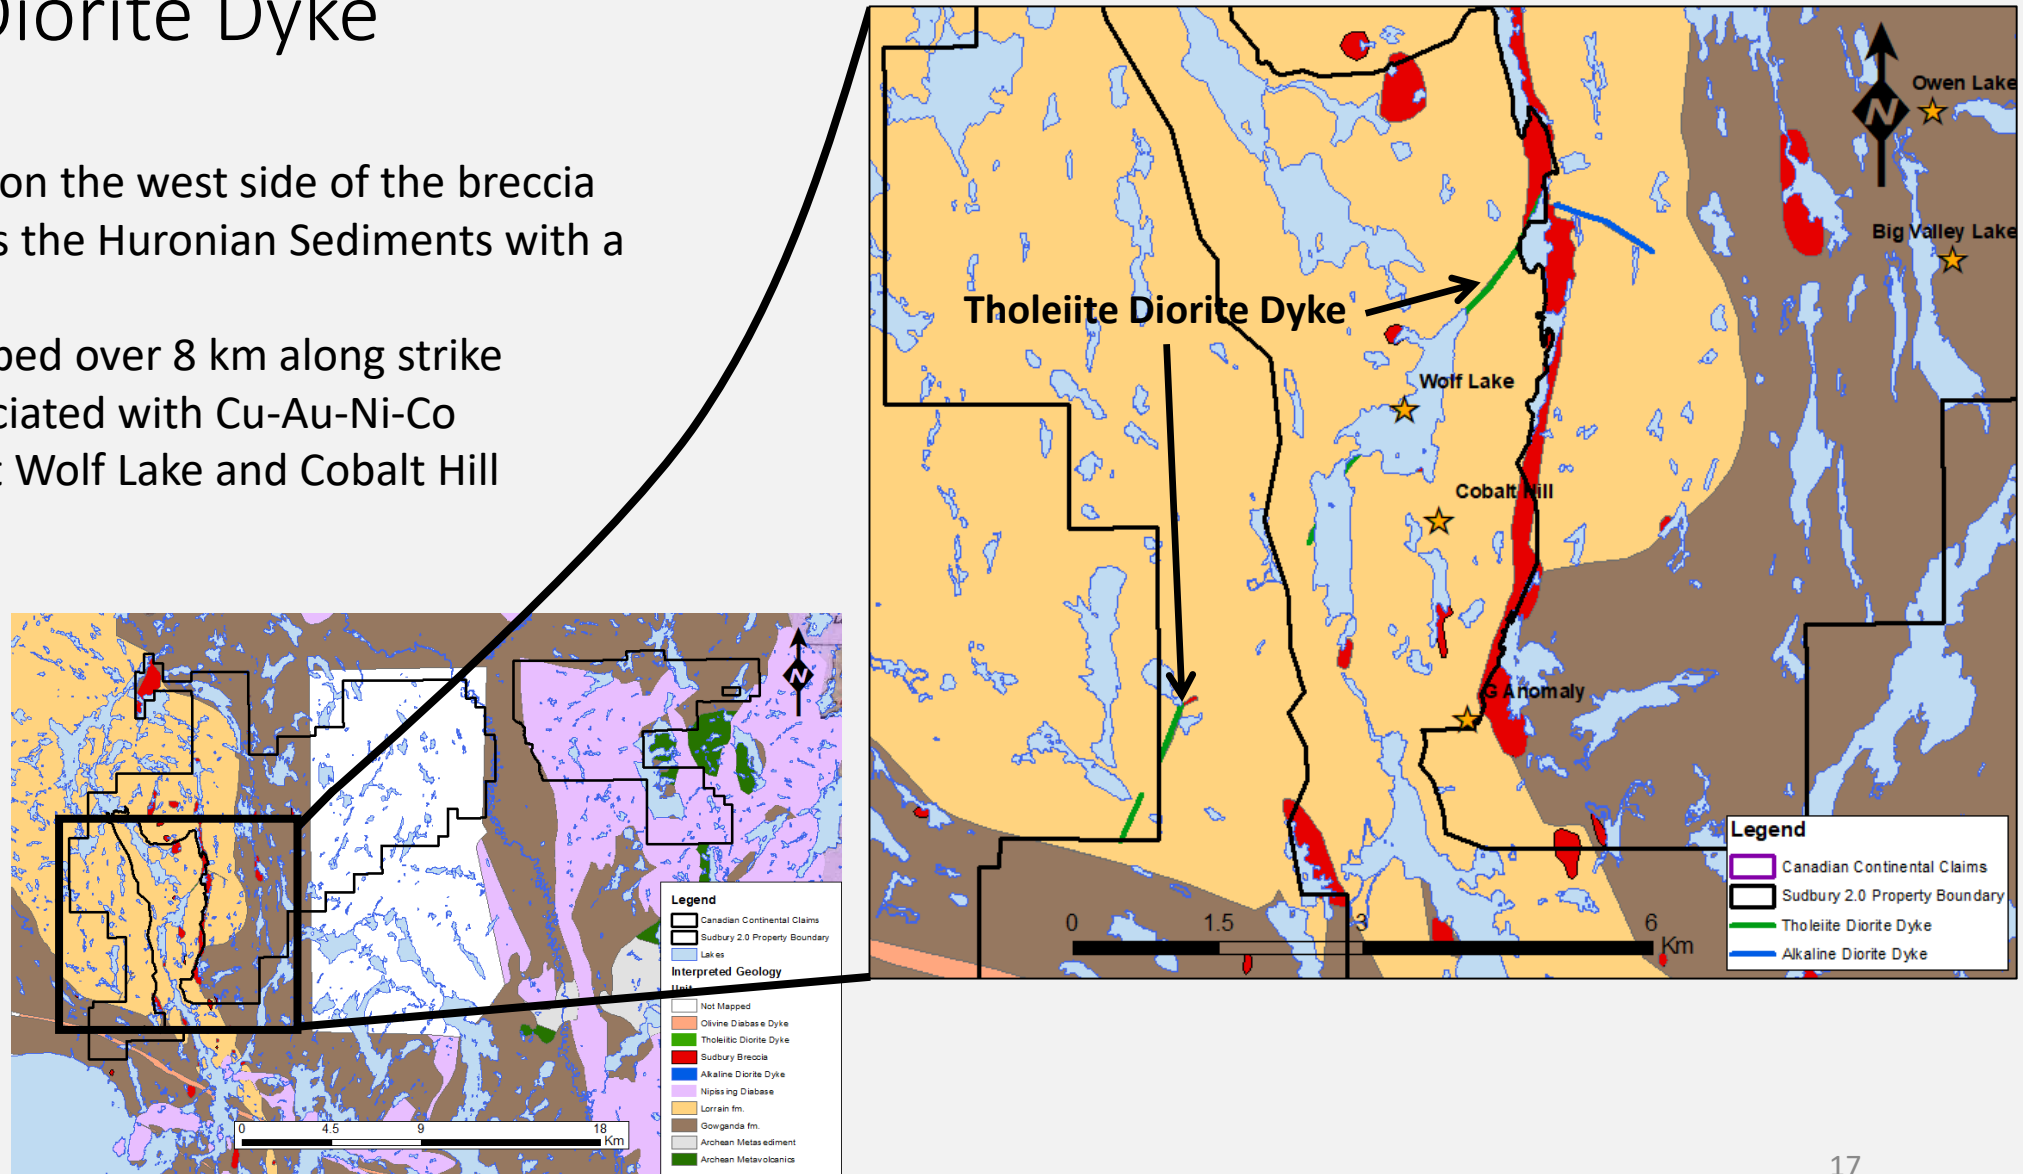 Diorite Dyke
on the west side of the breccia
s the Huronian Sediments with a
ped over 8 km along strike
ciated with Cu-Au-Ni-Co
t Wolf Lake and Cobalt Hill
N
Owen Lake
Big Valley Lake
Tholeiite Diorite Dyke
Wolf Lake
Cobalt Hill
G Anomaly
0 1.5 3 6
Km
Legend
Canadian Continental Claims
Sudbury 2.0 Property Boundary
Tholeiite Diorite Dyke
Alkaline Diorite Dyke
N
Legend
Canadian Continental Claims
Sudbury 2.0 Property Boundary
Lakes
Interpreted Geology
Unit
Not Mapped
Olivine Diabase Dyke
Tholeiitic Diorite Dyke
Sudbury Breccia
Alkaline Diorite Dyke
Nipissing Diabase
Lorrain fm.
Gowganda fm.
Archean Metasediment
Archean Metavolcanics
0 4.5 9 18
Km
17